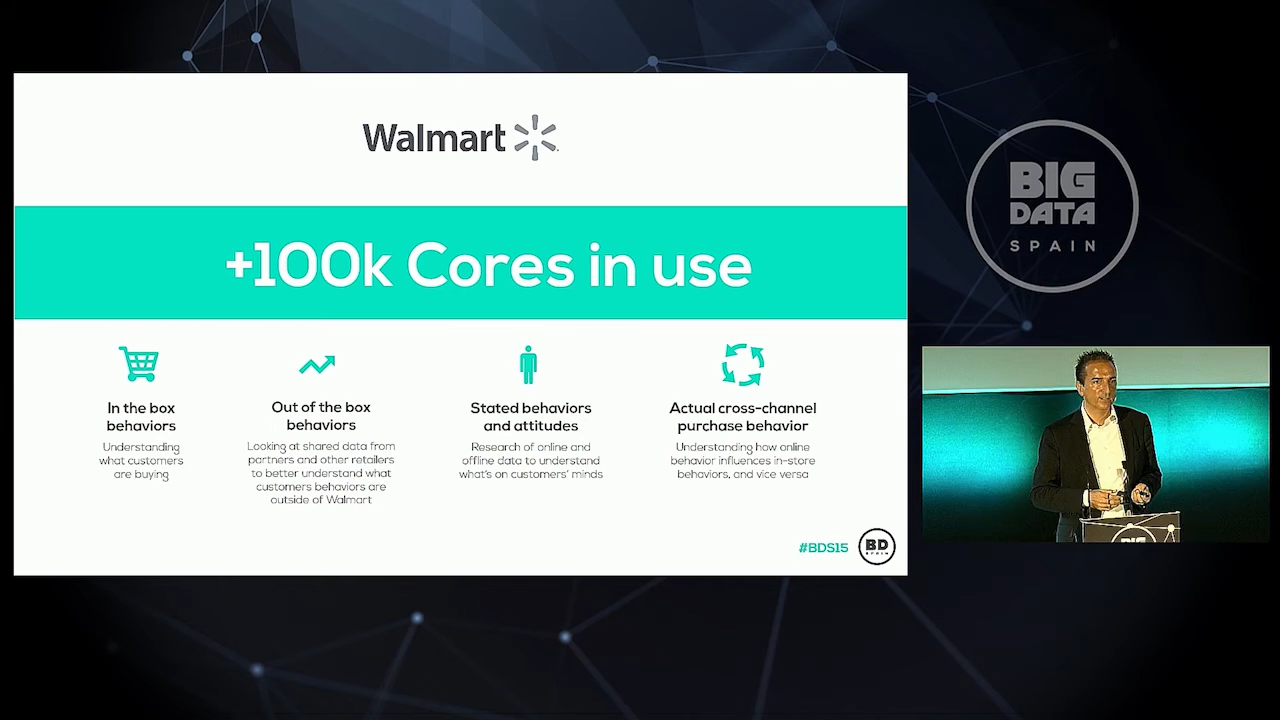 Walmart
+100k Cores in use
In the box
behaviors
Understanding
what customers
are buying
Out of the box
behaviors
Looking at shared data from
partners and other retailers
to better understand what
customers behaviors are
outside of Walmart
Stated behaviors
and attitudes
Research of online and
offline data to understand
what's on customers' minds
Actual cross-channel
purchase behavior
Understanding how online
behavior influences in-store
behaviors, and vice versa
#BDS15
BD
SPAIN
BIG
DATA
SPAIN
BIG